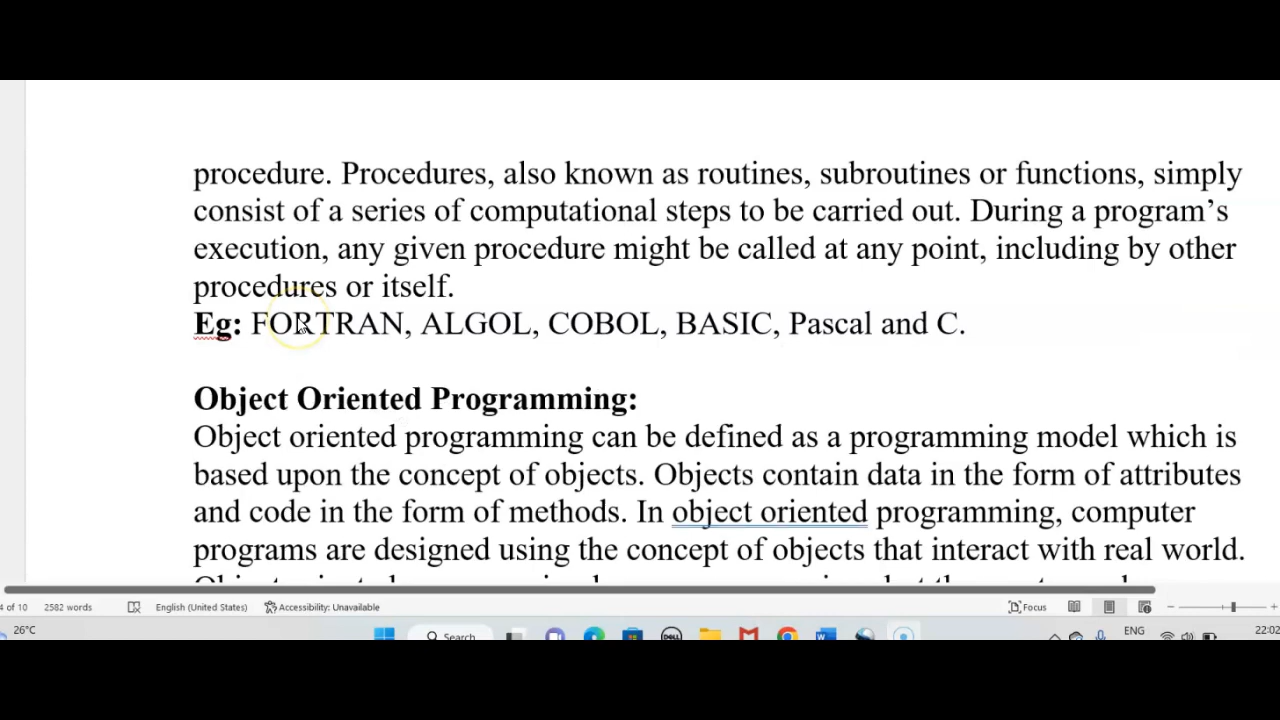 procedure. Procedures, also known as routines, subroutines or functions, simply
consist of a series of computational steps to be carried out. During a program’s
execution, any given procedure might be called at any point, including by other
procedures or itself.
Eg: FORTRAN, ALGOL, COBOL, BASIC, Pascal and C.
Object Oriented Programming:
Object oriented programming can be defined as a programming model which is
based upon the concept of objects. Objects contain data in the form of attributes
and code in the form of methods. In object oriented programming, computer
programs are designed using the concept of objects that interact with real world.
4 of 10 2582 words English (United States) Accessibility: Unavailable Focus
26°C Search ENG 22:02